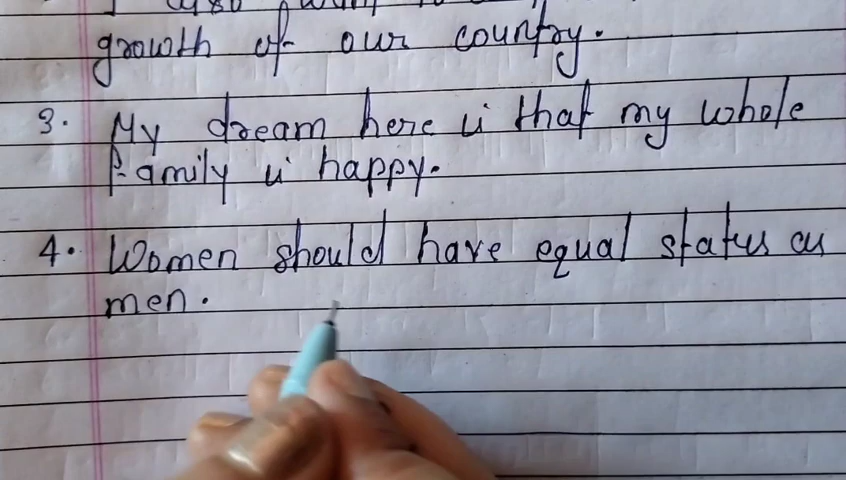 growth of our country.
3. My dream here is that my whole
family is happy.
4. Women should have equal status as
men.